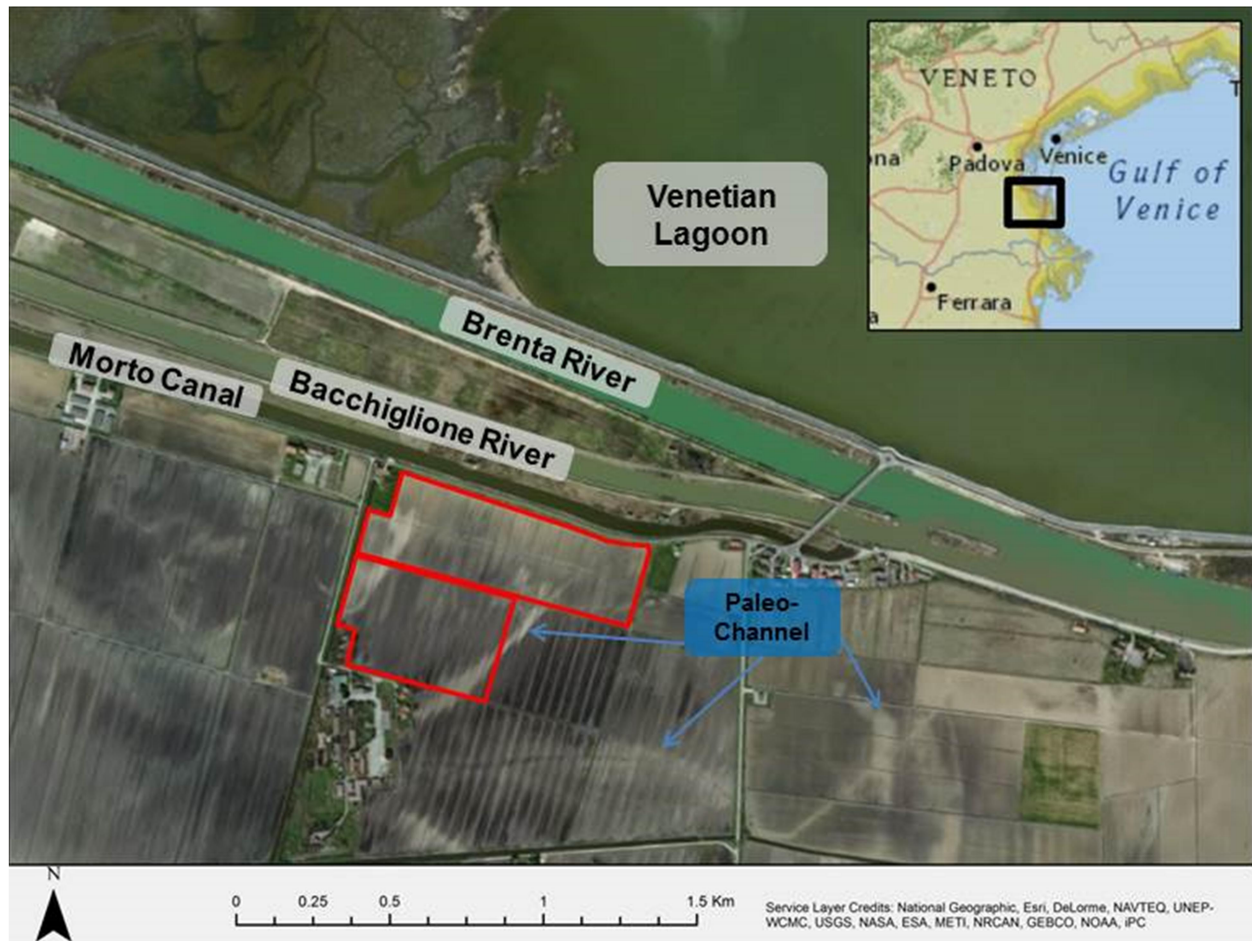 VENETO
T
na
Padova
Venice
Gulf of
Venice
Ferrara
a
Venetian
Lagoon
Brenta River
Morto Canal
Bacchiglione River
Paleo-
Channel
N
0
0.25
0.5
1
1.5 Km
Service Layer Credits: National Geographic, Esri, DeLorme, NAVTEQ, UNEP-
WCMC, USGS, NASA, ESA, METI, NRCAN, GEBCO, NOAA, iPC